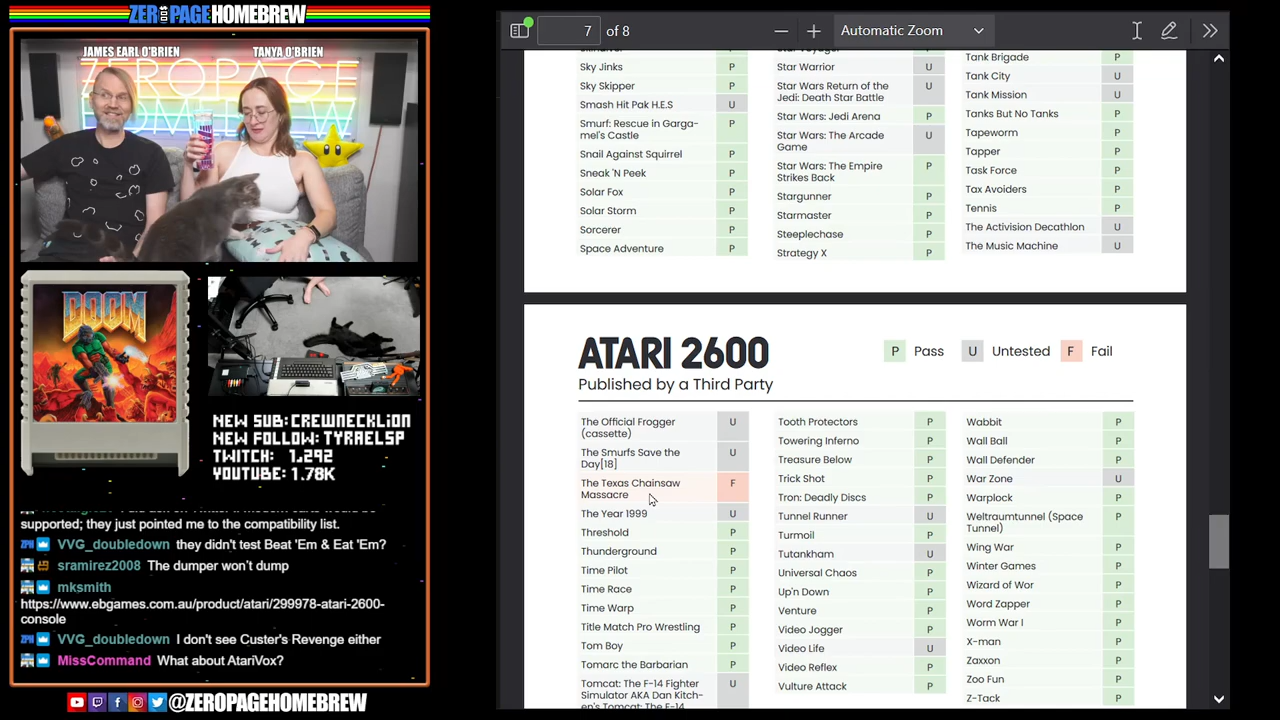 ZERO PAGE HOMEBREW
JAMES EARL O'BRIEN
TANYA O'BRIEN
ZEROPAGE
DOOM
NEW SUB:CREWNECKLION
NEW FOLLOW:TYRAELSP
TWITCH: 1,292
YOUTUBE: 1.78K
supported; they just pointed me to the compatibility list.
VVG_doubledown they didn't test Beat 'Em & Eat 'Em?
sramirez2008 The dumper won't dump
mksmith
https://www.ebgames.com.au/product/atari/299978-atari-2600-
console
VVG_doubledown I don't see Custer's Revenge either
MissCommand What about AtariVox?
@ZEROPAGEHOMEBREW
7 of 8
Automatic Zoom
Sky Jinks P
Sky Skipper P
Smash Hit Pak H.E.S U
Smurf: Rescue in Garga-
mel's Castle P
Snail Against Squirrel P
Sneak 'N Peek P
Solar Fox P
Solar Storm P
Sorcerer P
Space Adventure P
Star Voyager
Star Warrior U
Star Wars Return of the
Jedi: Death Star Battle U
Star Wars: Jedi Arena P
Star Wars: The Arcade
Game U
Star Wars: The Empire
Strikes Back P
Stargunner P
Starmaster P
Steeplechase P
Strategy X P
Tank Brigade P
Tank City U
Tank Mission U
Tanks But No Tanks P
Tapeworm P
Tapper P
Task Force P
Tax Avoiders P
Tennis P
The Activision Decathlon U
The Music Machine U
ATARI 2600
Published by a Third Party
P Pass U Untested F Fail
The Official Frogger
(cassette) U
The Smurfs Save the
Day[18] U
The Texas Chainsaw
Massacre F
The Year 1999 U
Threshold P
Thunderground P
Time Pilot P
Time Race P
Time Warp P
Title Match Pro Wrestling P
Tom Boy P
Tomarc the Barbarian P
Tomcat: The F-14 Fighter
Simulator AKA Dan Kitch-
en's Tomcat: The F-14 U
Tooth Protectors P
Towering Inferno P
Treasure Below P
Trick Shot P
Tron: Deadly Discs P
Tunnel Runner U
Turmoil P
Tutankham U
Universal Chaos P
Up'n Down P
Venture P
Video Jogger P
Video Life U
Video Reflex P
Vulture Attack P
Wabbit P
Wall Ball P
Wall Defender P
War Zone U
Warplock P
Weltraumtunnel (Space
Tunnel) P
Wing War P
Winter Games P
Wizard of Wor P
Word Zapper P
Worm War I P
X-man P
Zaxxon P
Zoo Fun P
Z-Tack P